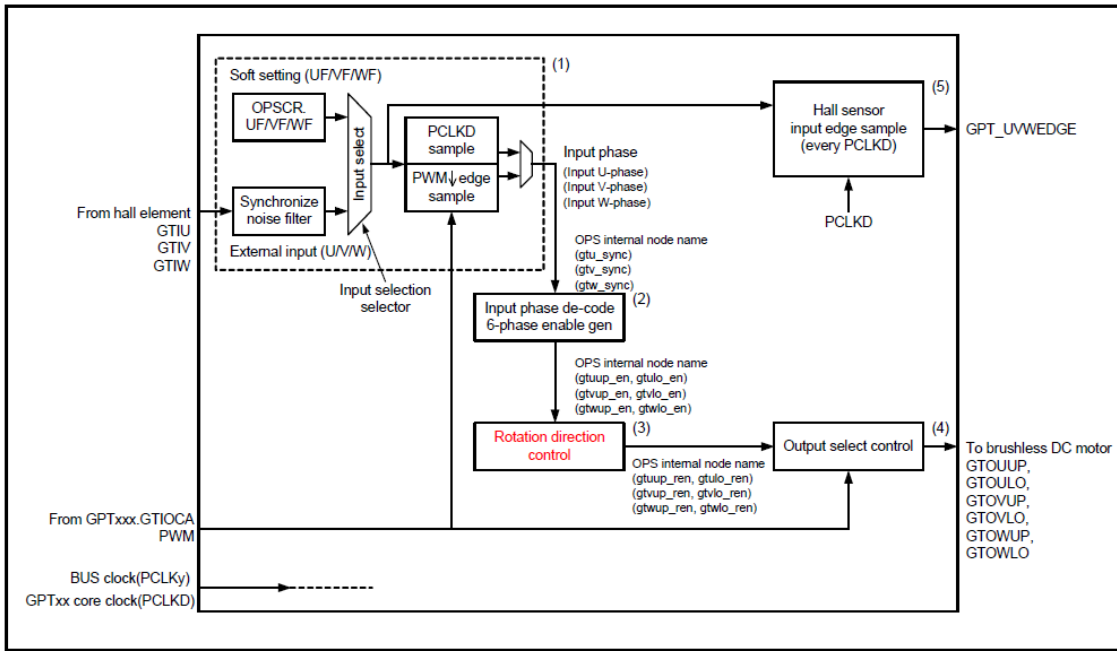 Soft setting (UF/VF/WF)
(1)
OPSCR.
UF/VF/WF
Input select
PCLKD
sample
PWM↓edge
sample
Synchronize
noise filter
External input (U/V/W)
From hall element
GTIU
GTIV
GTIW
Input selection
selector
Input phase
(Input U-phase)
(Input V-phase)
(Input W-phase)
Hall sensor
input edge sample
(every PCLKD)
(5)
GPT_UVWEDGE
PCLKD
OPS internal node name
(gtu_sync)
(gtv_sync)
(gtw_sync)
Input phase de-code
6-phase enable gen
(2)
OPS internal node name
(gtuup_en, gtulo_en)
(gtvup_en, gtvlo_en)
(gtwup_en, gtwlo_en)
Rotation direction
control
(3)
OPS internal node name
(gtuup_ren, gtulo_ren)
(gtvup_ren, gtvlo_ren)
(gtwup_ren, gtwlo_ren)
Output select control
(4)
To brushless DC motor
GTOUUP,
GTOULO,
GTOVUP,
GTOVLO,
GTOWUP,
GTOWLO
From GPTxxx.GTIOCA
PWM
BUS clock(PCLKy)
GPTxx core clock(PCLKD)